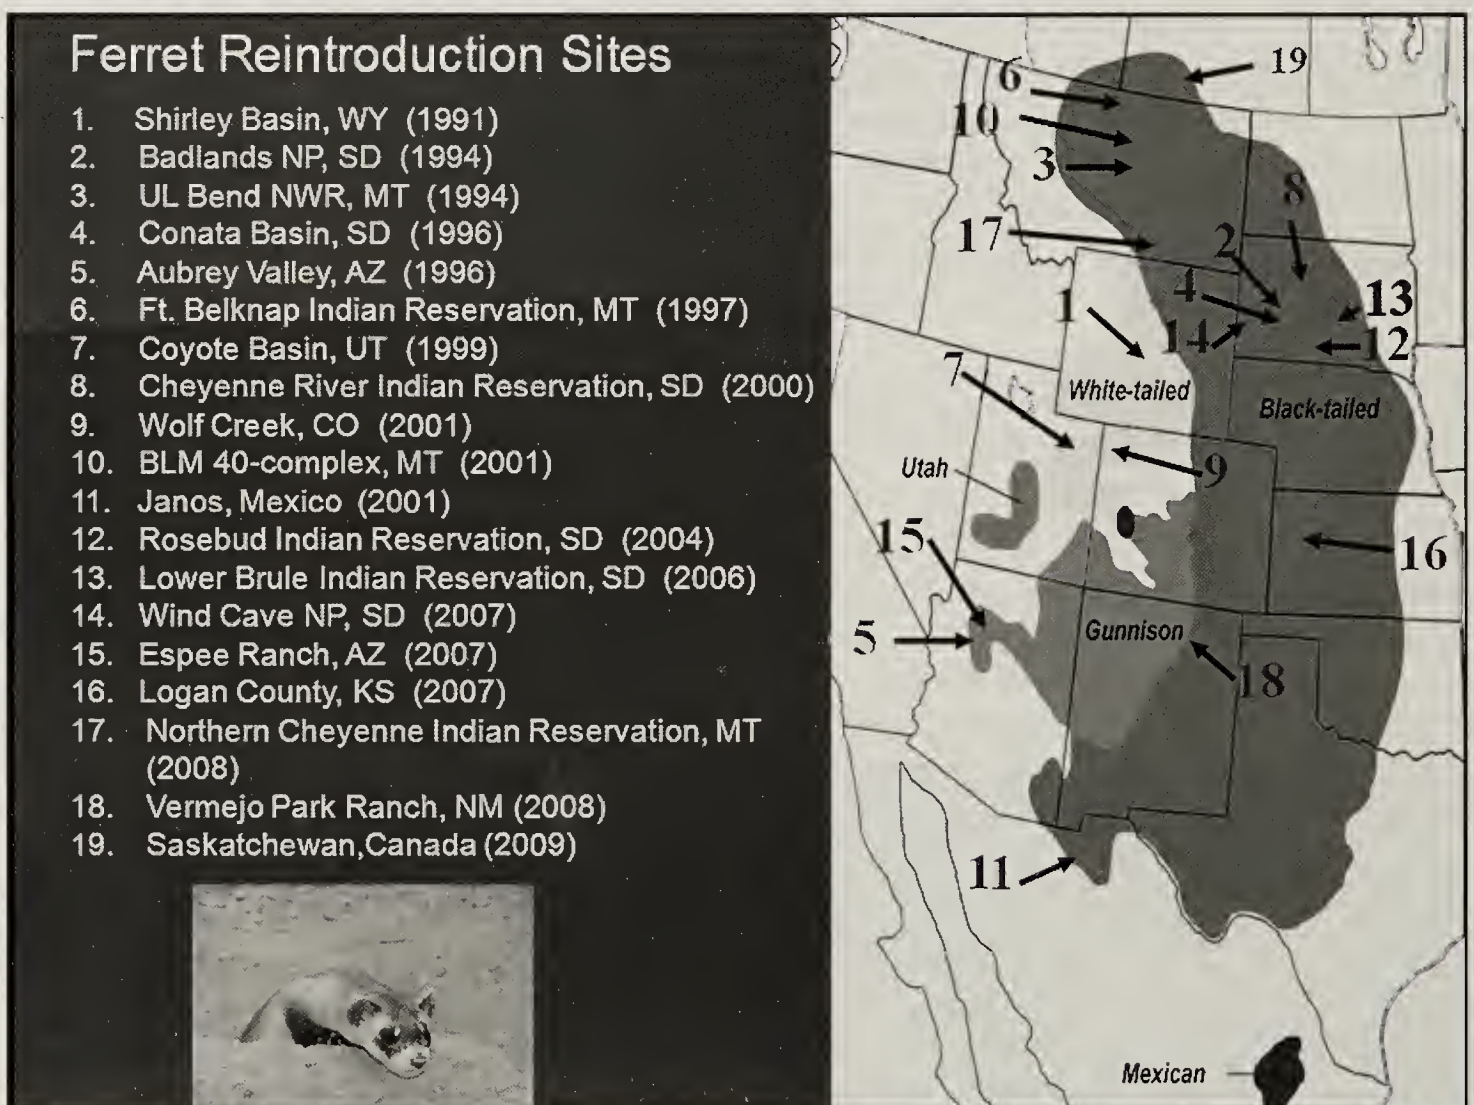 Ferret Reintroduction Sites
1. Shirley Basin, WY (1991)
2. Badlands NP, SD (1994)
3. UL Bend NWR, MT (1994)
4. Conata Basin, SD (1996)
5. Aubrey Valley, AZ (1996)
6. Ft. Belknap Indian Reservation, MT (1997)
7. Coyote Basin, UT (1999)
8. Cheyenne River Indian Reservation, SD (2000)
9. Wolf Creek, CO (2001)
10. BLM 40-complex, MT (2001)
11. Janos, Mexico (2001)
12. Rosebud Indian Reservation, SD (2004)
13. Lower Brule Indian Reservation, SD (2006)
14. Wind Cave NP, SD (2007)
15. Espee Ranch, AZ (2007)
16. Logan County, KS (2007)
17. Northern Cheyenne Indian Reservation, MT
(2008)
18. Vermejo Park Ranch, NM (2008)
19. Saskatchewan,Canada (2009)
19
6
10
3
8
17
2
4
1
13
14
12
7
White-tailed
Black-tailed
Utah
9
15
16
5
Gunnison
18
11
Mexican